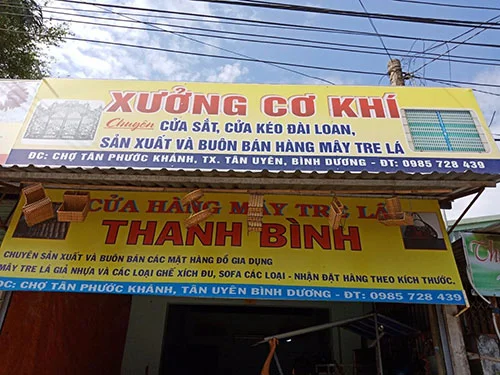 XƯỞNG CƠ KHÍ
Chuyên CỬA SẮT, CỬA KÉO ĐÀI LOAN,
SẢN XUẤT VÀ BUÔN BÁN HÀNG MÂY TRE LÁ
ĐC: CHỢ TÂN PHƯỚC KHÁNH, TX. TÂN UYÊN, BÌNH DƯƠNG - ĐT: 0985 728 439
CỬA HÀNG MÂY TRE LÁ
THANH BÌNH
CHUYÊN SẢN XUẤT VÀ BUÔN BÁN CÁC MẶT HÀNG ĐỒ GIA DỤNG
MÂY TRE LÁ GIẢ NHỰA VÀ CÁC LOẠI GHẾ XÍCH ĐU, SOFA CÁC LOẠI - NHẬN ĐẶT HÀNG THEO KÍCH THƯỚC.
ĐC: CHỢ TÂN PHƯỚC KHÁNH, TÂN UYÊN BÌNH DƯƠNG - ĐT: 0985 728 439